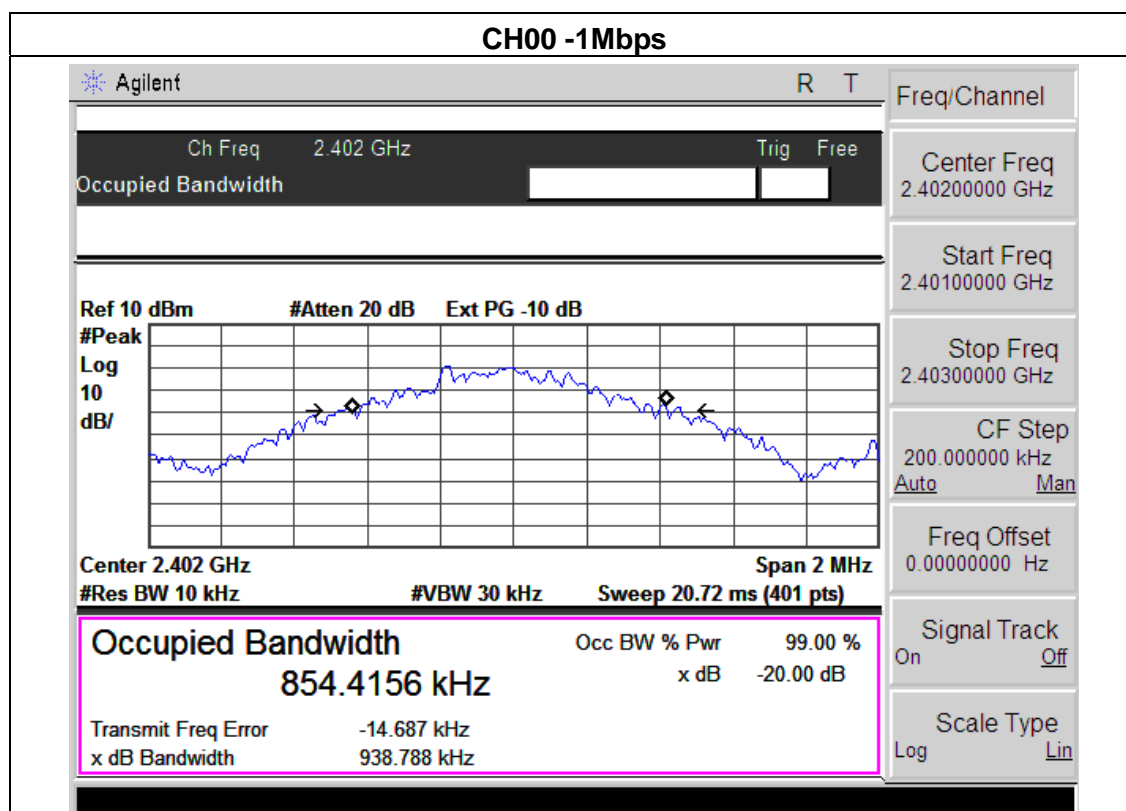 CH00 -1Mbps
Agilent R T
Freq/Channel
Ch Freq 2.402 GHz Trig Free
Occupied Bandwidth
Center Freq
2.40200000 GHz
Start Freq
2.40100000 GHz
Ref 10 dBm #Atten 20 dB Ext PG -10 dB
#Peak
Log
10
dB/
Stop Freq
2.40300000 GHz
CF Step
200.000000 kHz
Auto Man
Freq Offset
0.00000000 Hz
Center 2.402 GHz Span 2 MHz
#Res BW 10 kHz #VBW 30 kHz Sweep 20.72 ms (401 pts)
Occupied Bandwidth Occ BW % Pwr 99.00 %
854.4156 kHz x dB -20.00 dB
Transmit Freq Error -14.687 kHz
x dB Bandwidth 938.788 kHz
Signal Track
On Off
Scale Type
Log Lin